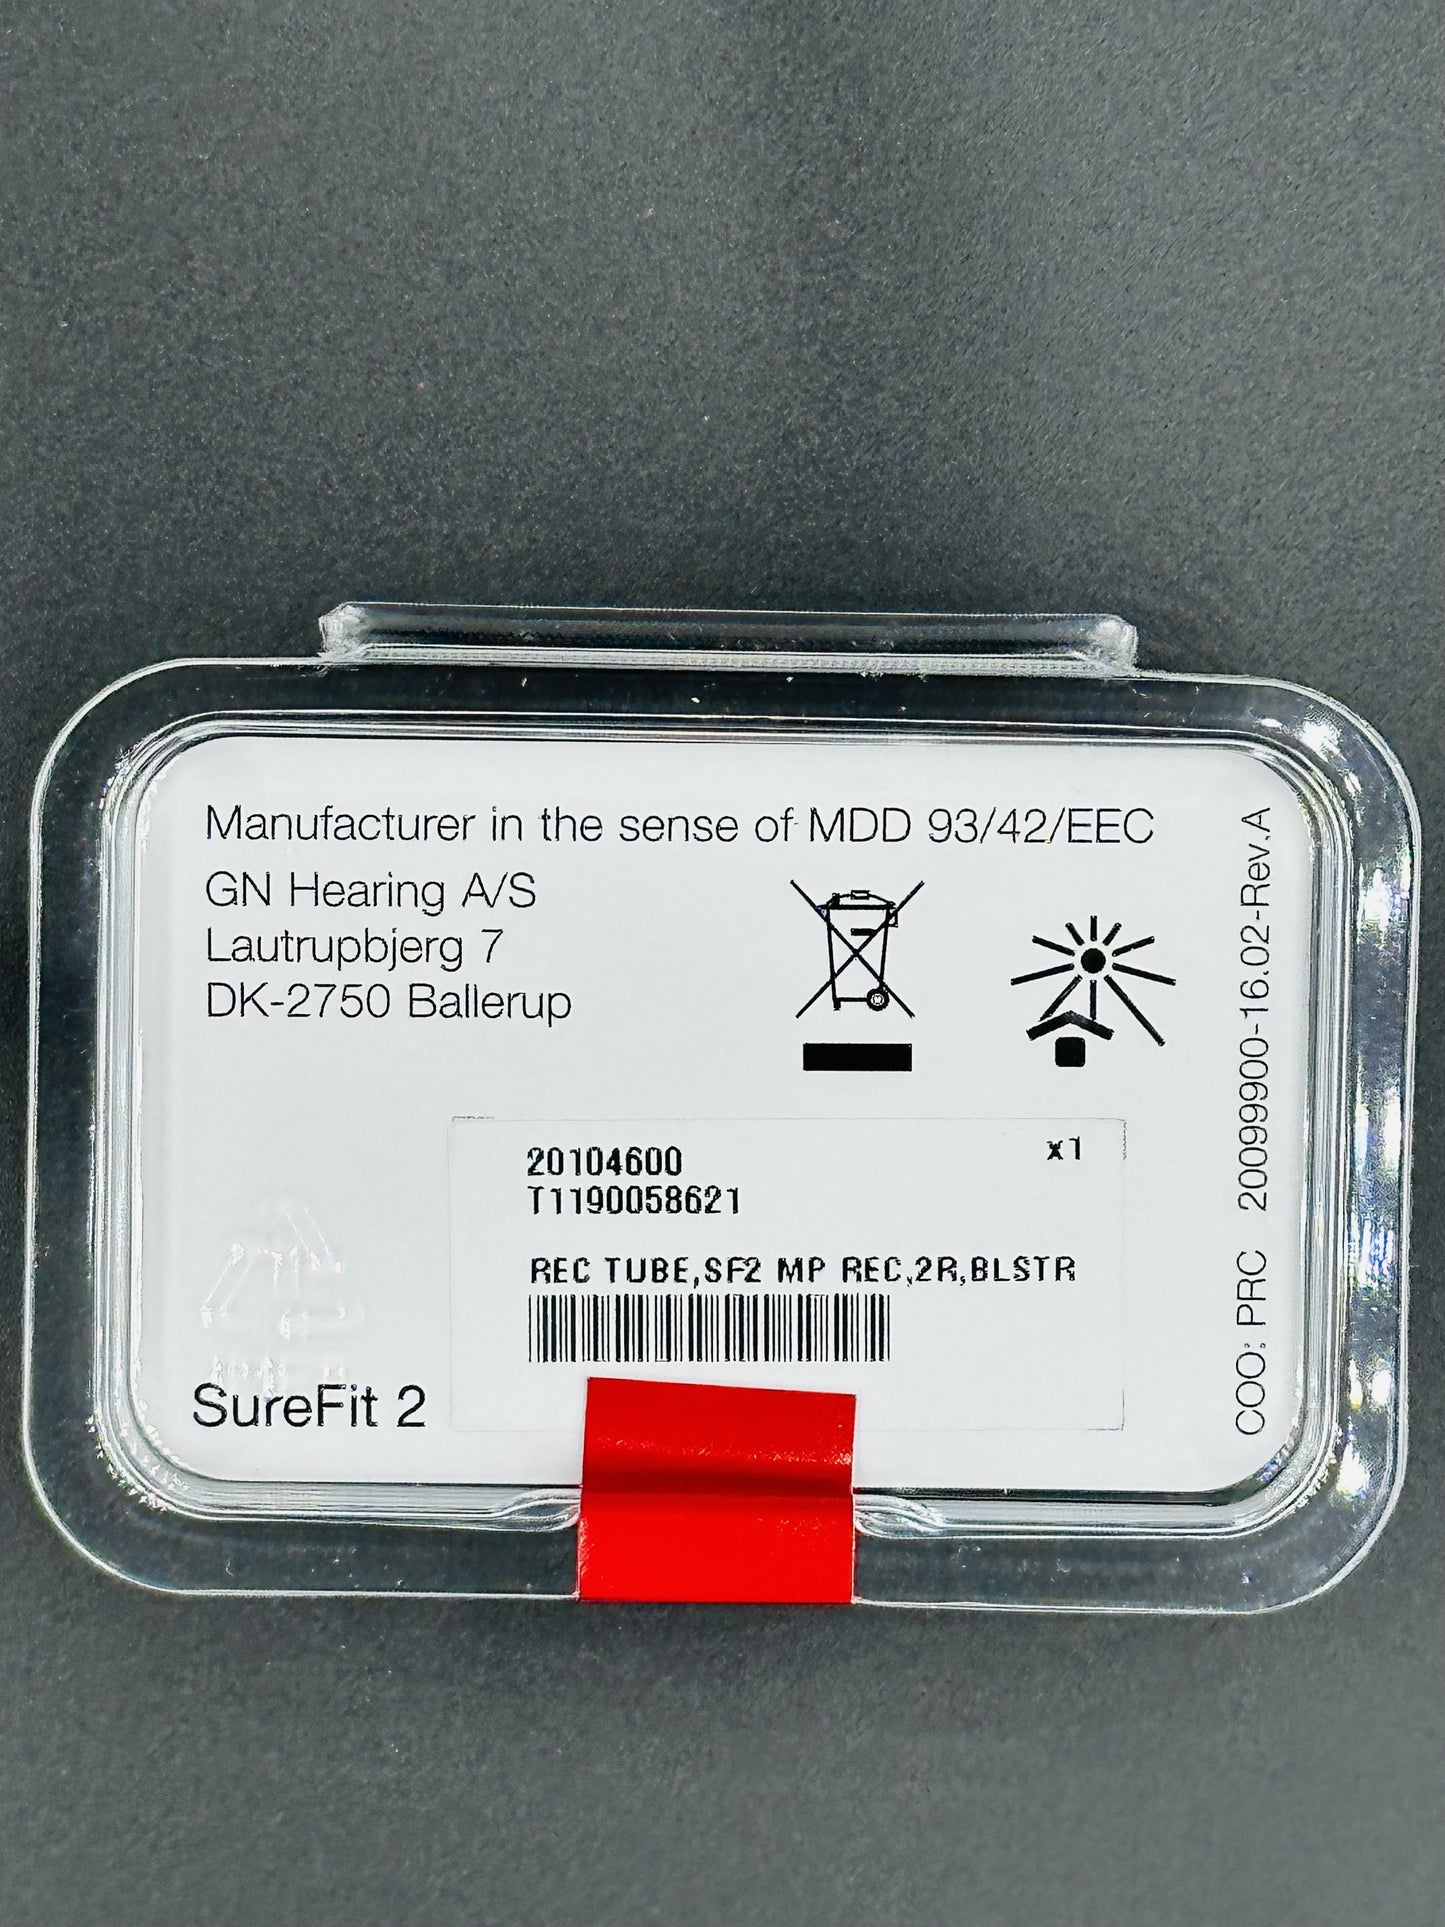 Manufacturer in the sense of MDD 93/42/EEC
GN Hearing A/S
Lautrupbjerg 7
DK-2750 Ballerup
20104600
x1
T1190058621
REC TUBE,SF2 MP REC,2R,BLSTR
SureFit 2
COO: PRC 20099900-16.02-Rev.A